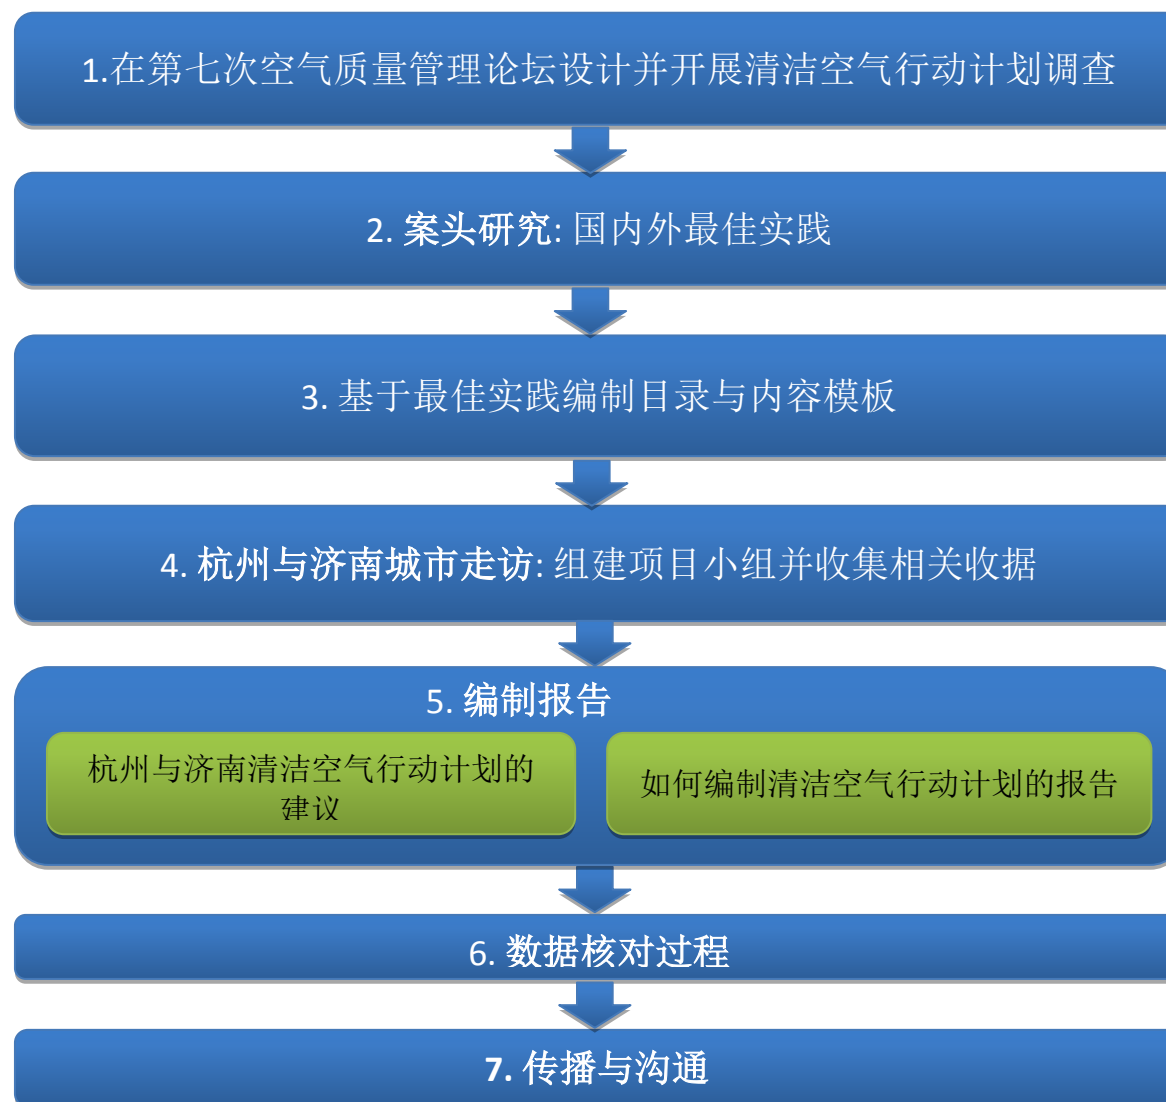 1.在第七次空气质量管理论坛设计并开展清洁空气行动计划调查
2. 案头研究: 国内外最佳实践
3. 基于最佳实践编制目录与内容模板
4. 杭州与济南城市走访: 组建项目小组并收集相关收据
5. 编制报告
杭州与济南清洁空气行动计划的
建议
如何编制清洁空气行动计划的报告
6. 数据核对过程
7. 传播与沟通